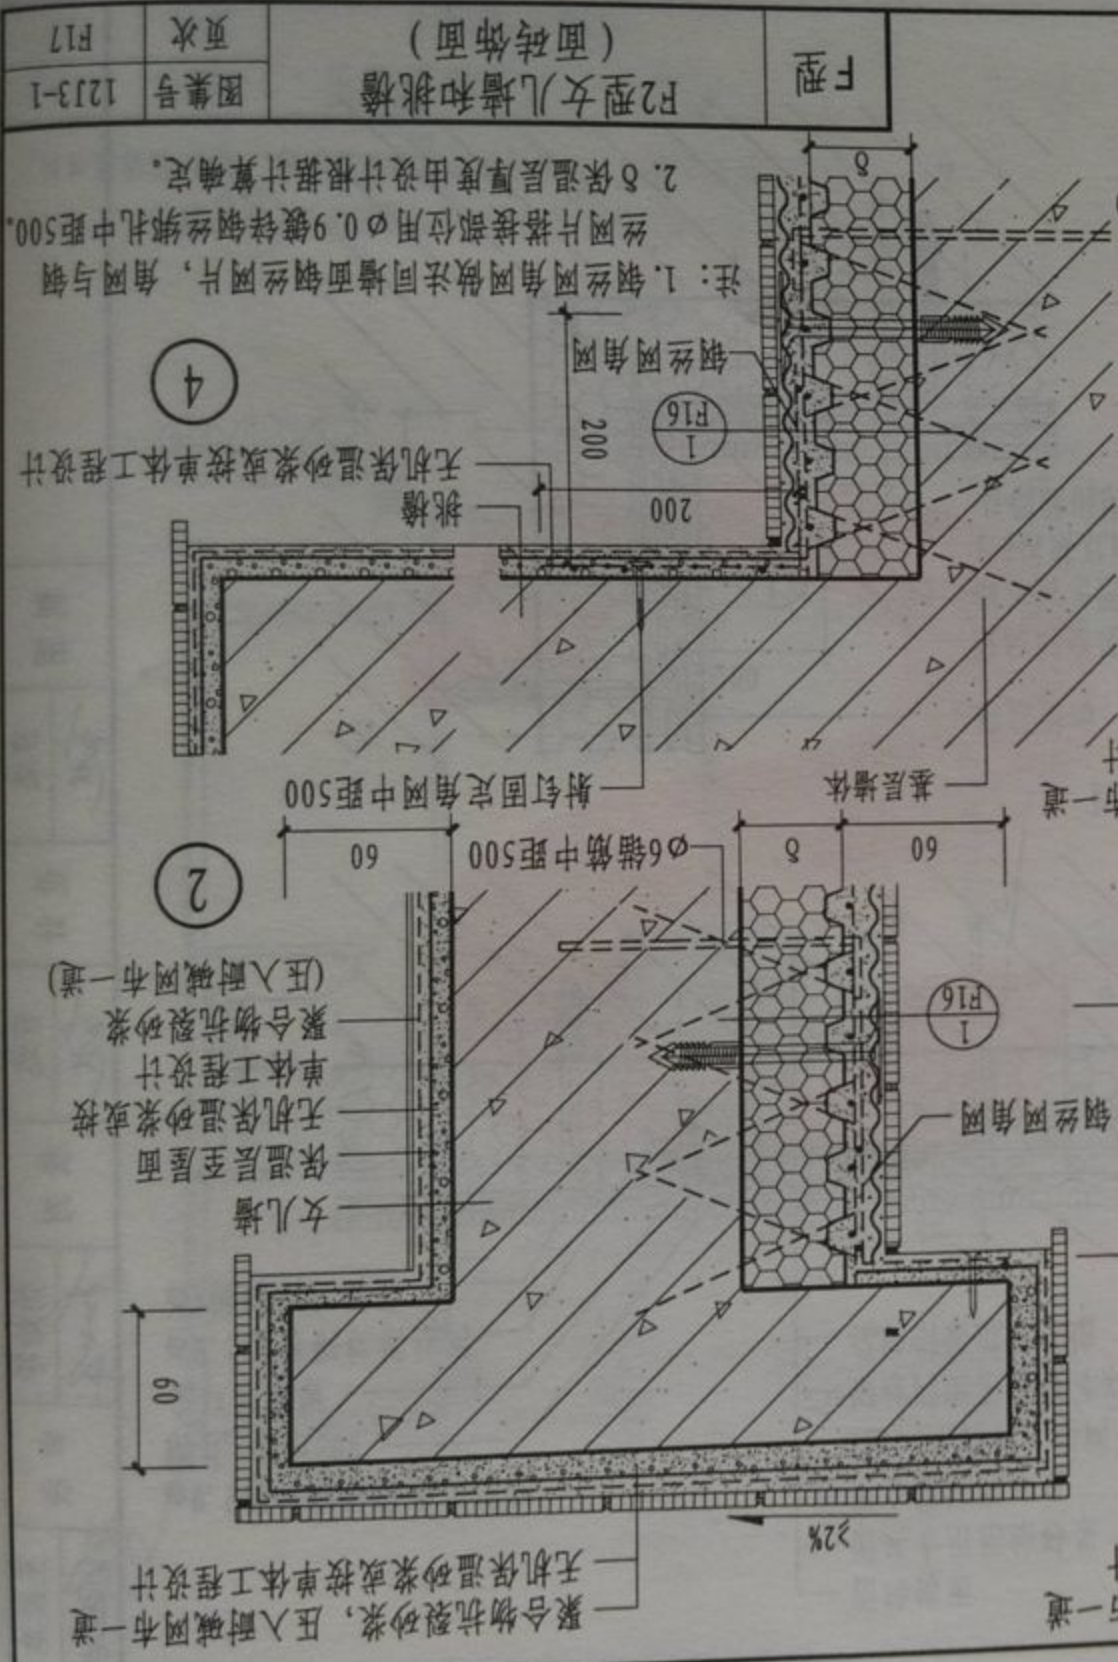 聚合物抗裂砂浆，压入耐碱网布一道
无机保温砂浆或按单体工程设计
≥2%
60
女儿墙
保温层至屋面
无机保温砂浆或按
单体工程设计
聚合物抗裂砂浆
(压入耐碱网布一道)
钢丝网角网
1
F16
60
δ
Ø6锚筋中距500
60
2
布一道
计
基层墙体
射钉固定角网中距500
挑檐
无机保温砂浆或按单体工程设计
200
200
1
F16
钢丝网角网
4
δ
注: 1. 钢丝网角网做法同墙面钢丝网片, 角网与钢
丝网片搭接部位用Ø0.9镀锌钢丝绑扎中距500。
2. δ保温层厚度由设计根据计算确定。
F型
F2型女儿墙和挑檐
(面砖饰面)
图集号
12J3-1
页次
F17